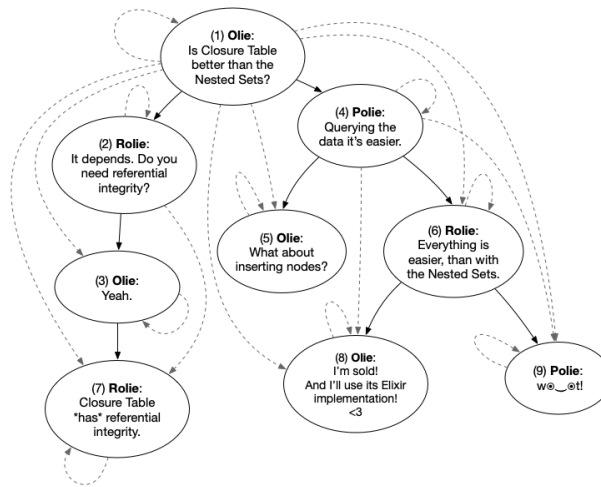 (1) Olie:
Is Closure Table
better than the
Nested Sets?
(4) Polie:
Querying the
data it's easier.
(2) Rolie:
It depends. Do you
need referential
integrity?
(5) Olie:
What about
inserting nodes?
(6) Rolie:
Everything is
easier, than with
the Nested Sets.
(3) Olie:
Yeah.
(7) Rolie:
Closure Table
*has* referential
integrity.
(8) Olie:
I'm sold!
And I'll use its Elixir
implementation!
<3
(9) Polie:
w◉‿◉t!